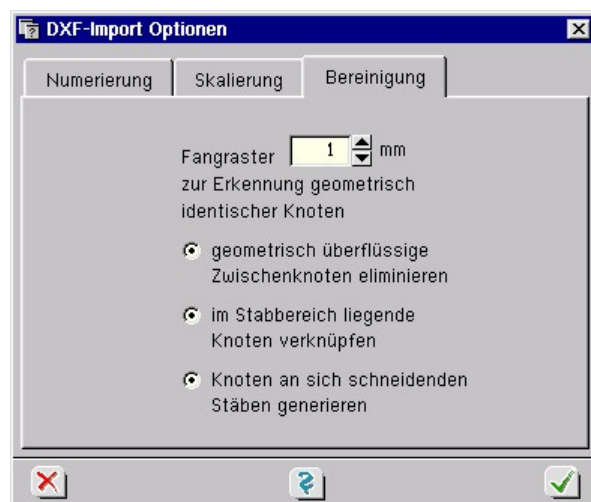 DXF-Import Optionen
Numerierung Skalierung Bereinigung
Fangraster 1 mm
zur Erkennung geometrisch
identischer Knoten
geometrisch überflüssige
Zwischenknoten eliminieren
im Stabbereich liegende
Knoten verknüpfen
Knoten an sich schneidenden
Stäben generieren